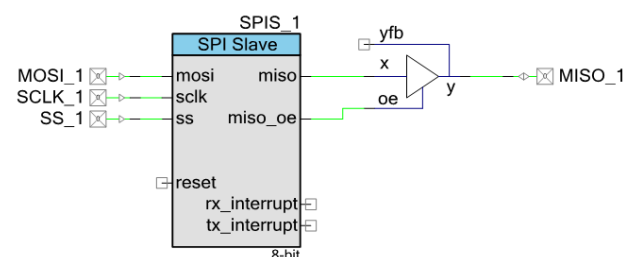 SPIS_1
SPI Slave
yfb
MOSI_1 mosi miso x MISO_1
SCLK_1 sclk y
oe
SS_1 ss miso_oe
reset
rx_interrupt
tx_interrupt
8-bit